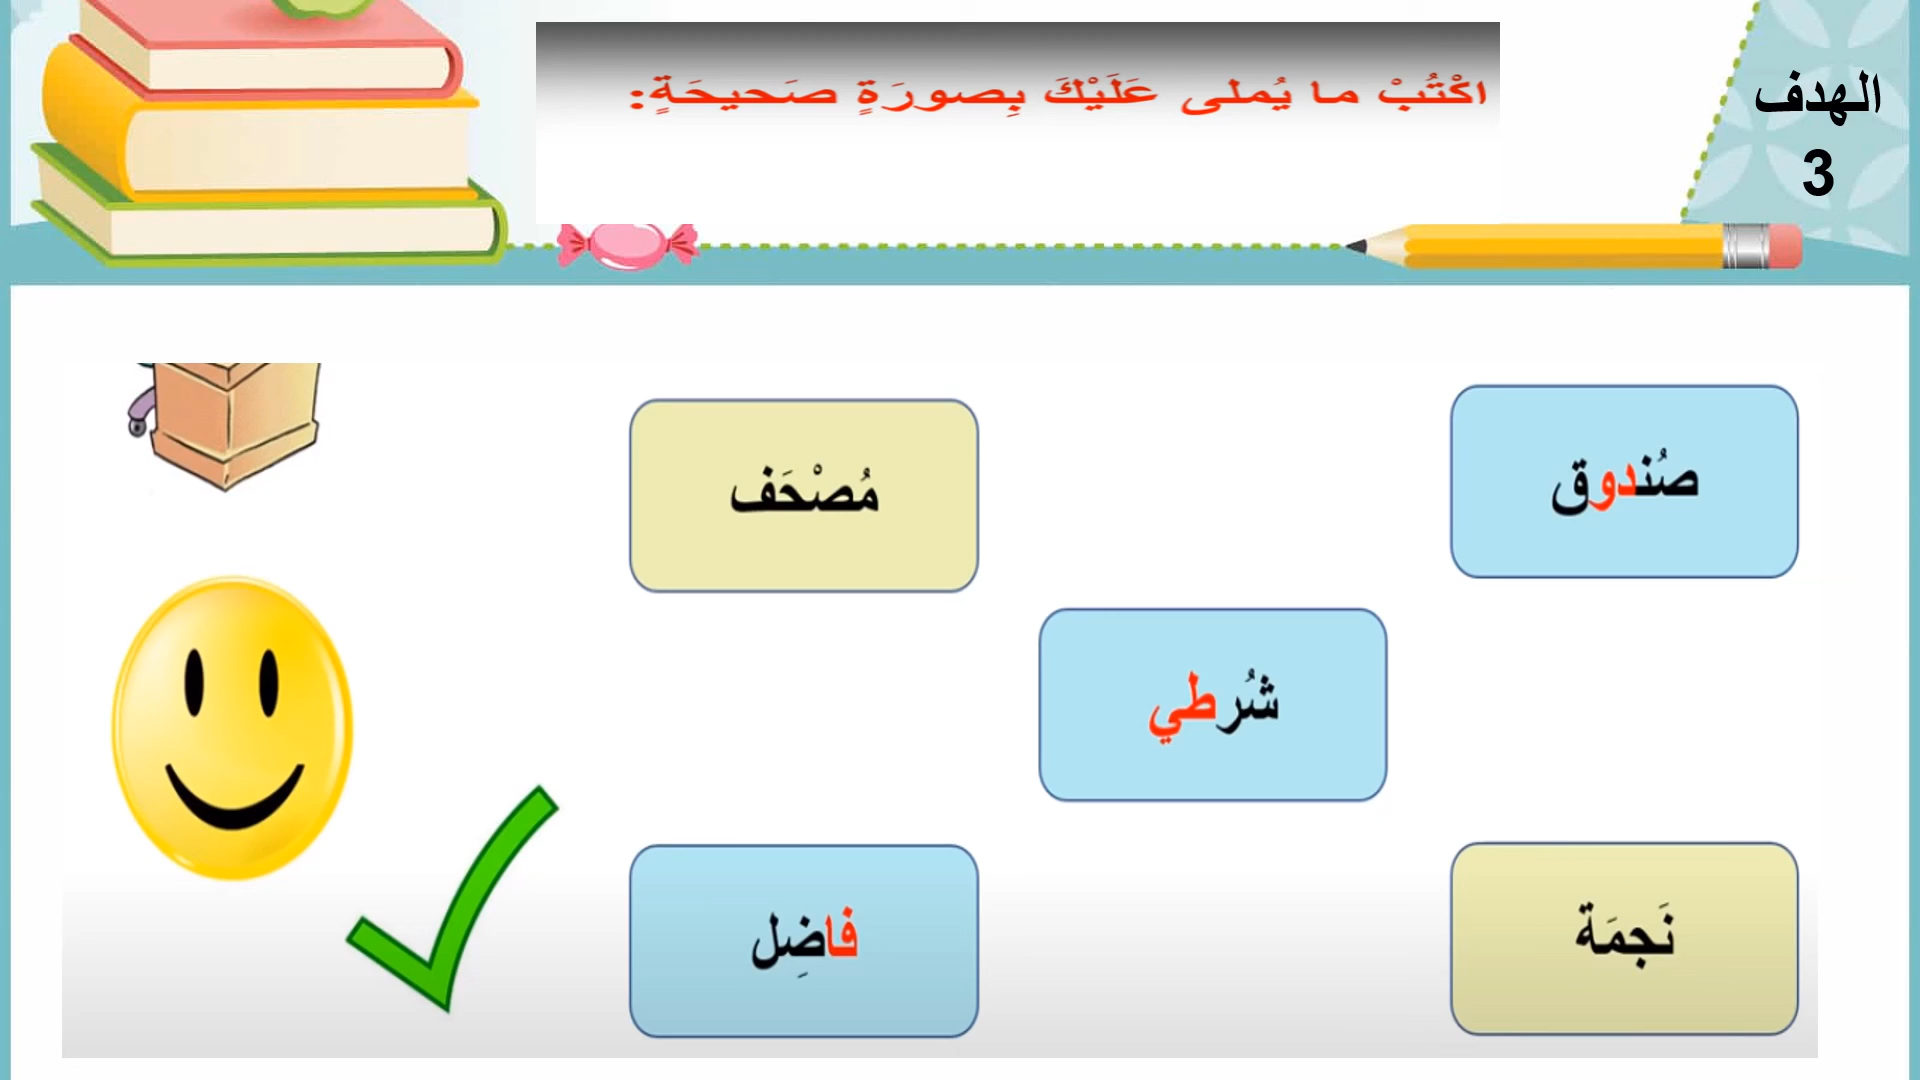 اكْتُبْ ما يُملى عَلَيْكَ بِصورَةٍ صَحيحَةٍ:
الهدف
3
صُندوق
مُصْحَف
شُرطي
نَجمَة
فاضِل